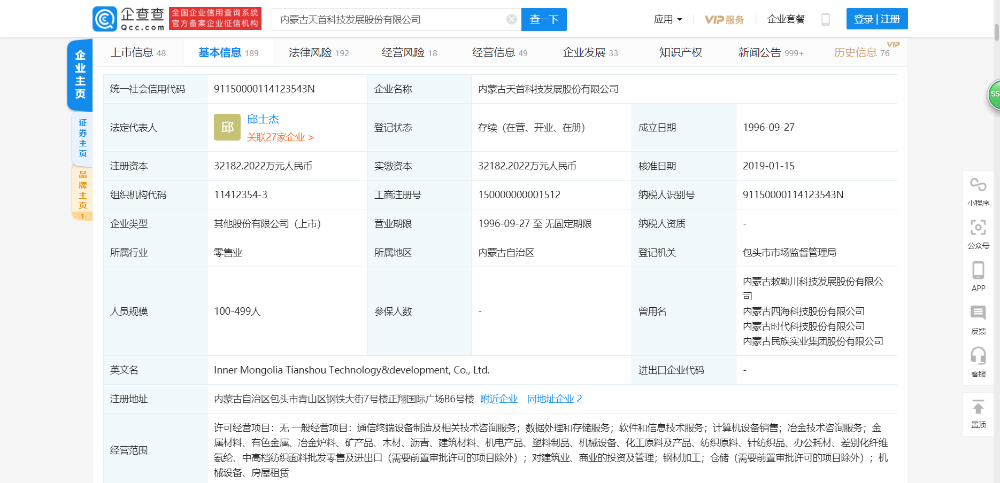 企查查
Qcc.com
全国企业信用查询系统
官方备案企业征信机构
内蒙古天首科技发展股份有限公司
查一下
应用
VIP服务
企业套餐
登录 | 注册
企业主页
证券主页
品牌主页
1
上市信息 48
基本信息 189
法律风险 192
经营风险 18
经营信息 49
企业发展 33
知识产权
新闻公告 999+
历史信息 76
VIP
统一社会信用代码 91150000114123543N 企业名称 内蒙古天首科技发展股份有限公司
法定代表人 邱 邱士杰 登记状态 存续（在营、开业、在册） 成立日期 1996-09-27
关联27家企业 >
注册资本 32182.2022万元人民币 实缴资本 32182.2022万元人民币 核准日期 2019-01-15
组织机构代码 11412354-3 工商注册号 150000000001512 纳税人识别号 91150000114123543N
企业类型 其他股份有限公司（上市） 营业期限 1996-09-27 至 无固定期限 纳税人资质 -
所属行业 零售业 所属地区 内蒙古自治区 登记机关 包头市市场监督管理局
人员规模 100-499人 参保人数 - 曾用名
内蒙古敕勒川科技发展股份有限公
司
内蒙古四海科技股份有限公司
内蒙古时代科技股份有限公司
内蒙古民族实业集团股份有限公司
英文名 Inner Mongolia Tianshou Technology&development, Co., Ltd. 进出口企业代码 -
注册地址 内蒙古自治区包头市青山区钢铁大街7号楼正翔国际广场B6号楼 附近企业 同地址企业 2
经营范围
许可经营项目：无 一般经营项目：通信终端设备制造及相关技术咨询服务；数据处理和存储服务；软件和信息技术服务；计算机设备销售；冶金技术咨询服务；金
属材料、有色金属、冶金炉料、矿产品、木材、沥青、建筑材料、机电产品、塑料制品、机械设备、化工原料及产品、纺织原料、针纺织品、办公耗材、差别化纤维
氨纶、中高档纺织面料批发零售及进出口（需要前置审批许可的项目除外）；对建筑业、商业的投资及管理；钢材加工；仓储（需要前置审批许可的项目除外）；机
械设备、房屋租赁
55
小程序
公众号
APP
反馈
客服
置顶